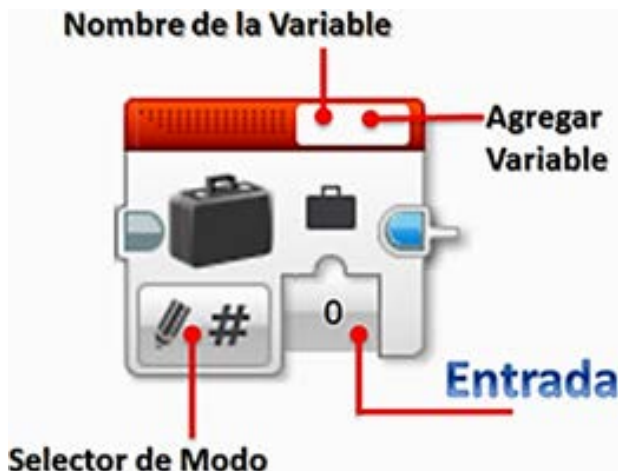 Nombre de la Variable
Agregar
Variable
#
0
Entrada
Selector de Modo